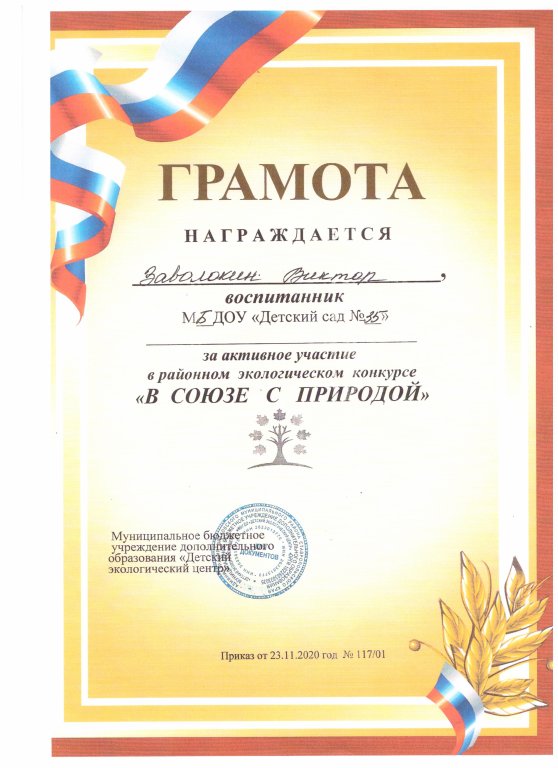 ГРАМОТА
НАГРАЖДАЕТСЯ
Заволокин Виктор,
воспитанник
МБДОУ «Детский сад №35»
за активное участие
в районном экологическом конкурсе
«В СОЮЗЕ С ПРИРОДОЙ»
Муниципальное бюджетное
учреждение дополнительного
образования «Детский
экологический центр»
ДОКУМЕНТОВ
Приказ от 23.11.2020 год № 117/01